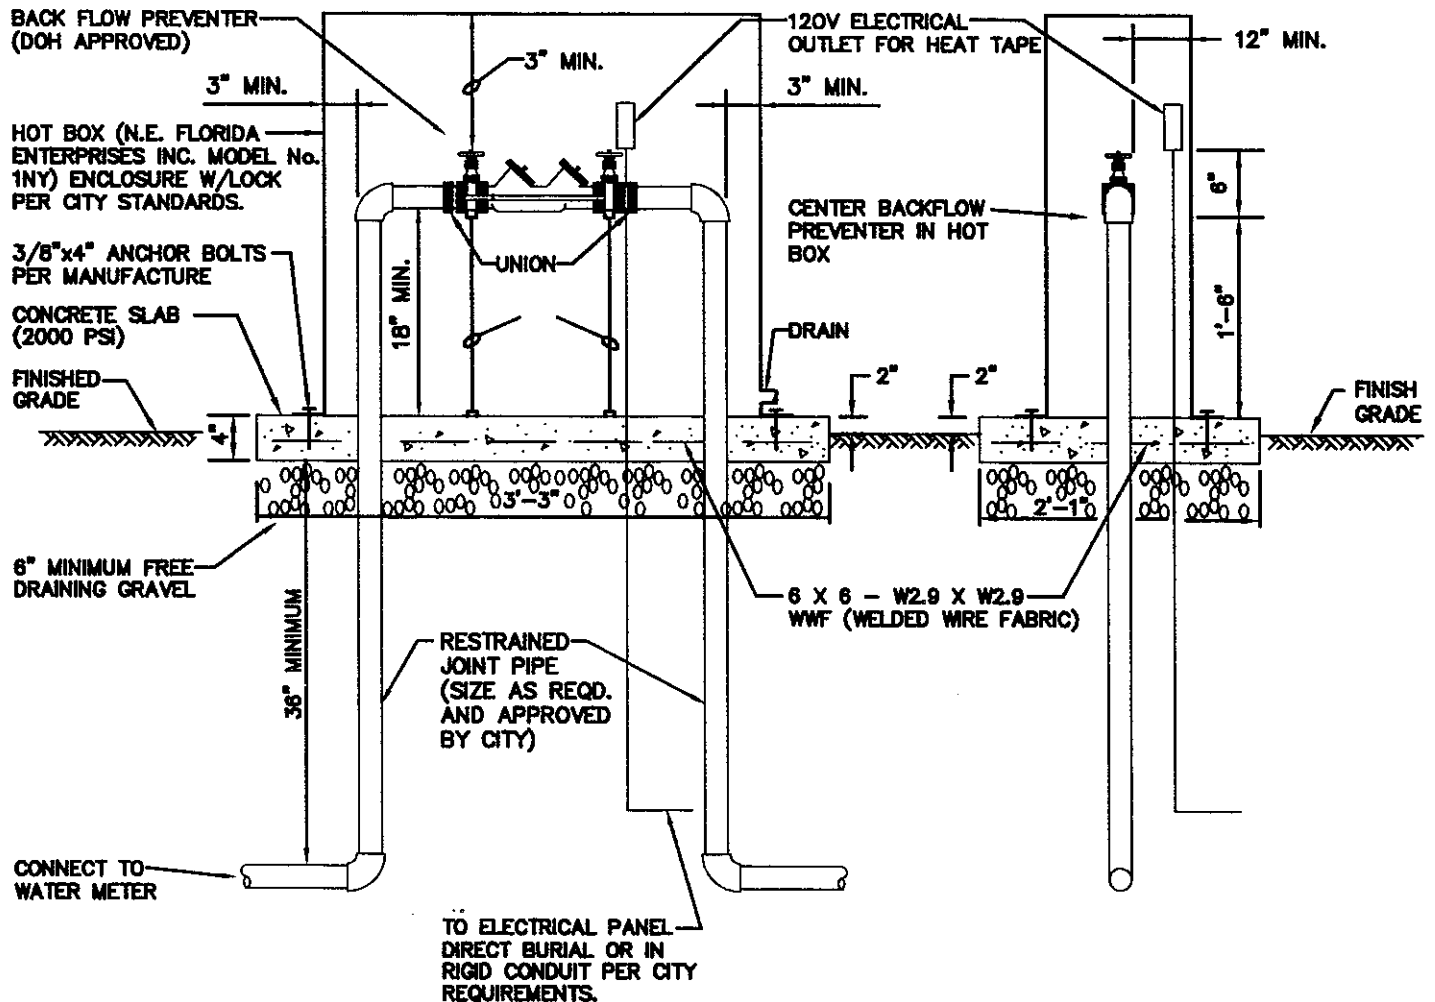 BACK FLOW PREVENTER
(DOH APPROVED)
3" MIN.
120V ELECTRICAL
OUTLET FOR HEAT TAPE
12" MIN.
3" MIN.
3" MIN.
HOT BOX (N.E. FLORIDA
ENTERPRISES INC. MODEL No.
1NY) ENCLOSURE W/LOCK
PER CITY STANDARDS.
6"
CENTER BACKFLOW
PREVENTER IN HOT
BOX
3/8"x4" ANCHOR BOLTS
PER MANUFACTURE
UNION
18" MIN.
1'-6"
CONCRETE SLAB
(2000 PSI)
DRAIN
FINISHED
GRADE
2"
2"
FINISH
GRADE
4"
3'-3"
2'-1"
6" MINIMUM FREE
DRAINING GRAVEL
6 X 6 - W2.9 X W2.9
WWF (WELDED WIRE FABRIC)
36" MINIMUM
RESTRAINED
JOINT PIPE
(SIZE AS REQD.
AND APPROVED
BY CITY)
CONNECT TO
WATER METER
TO ELECTRICAL PANEL
DIRECT BURIAL OR IN
RIGID CONDUIT PER CITY
REQUIREMENTS.